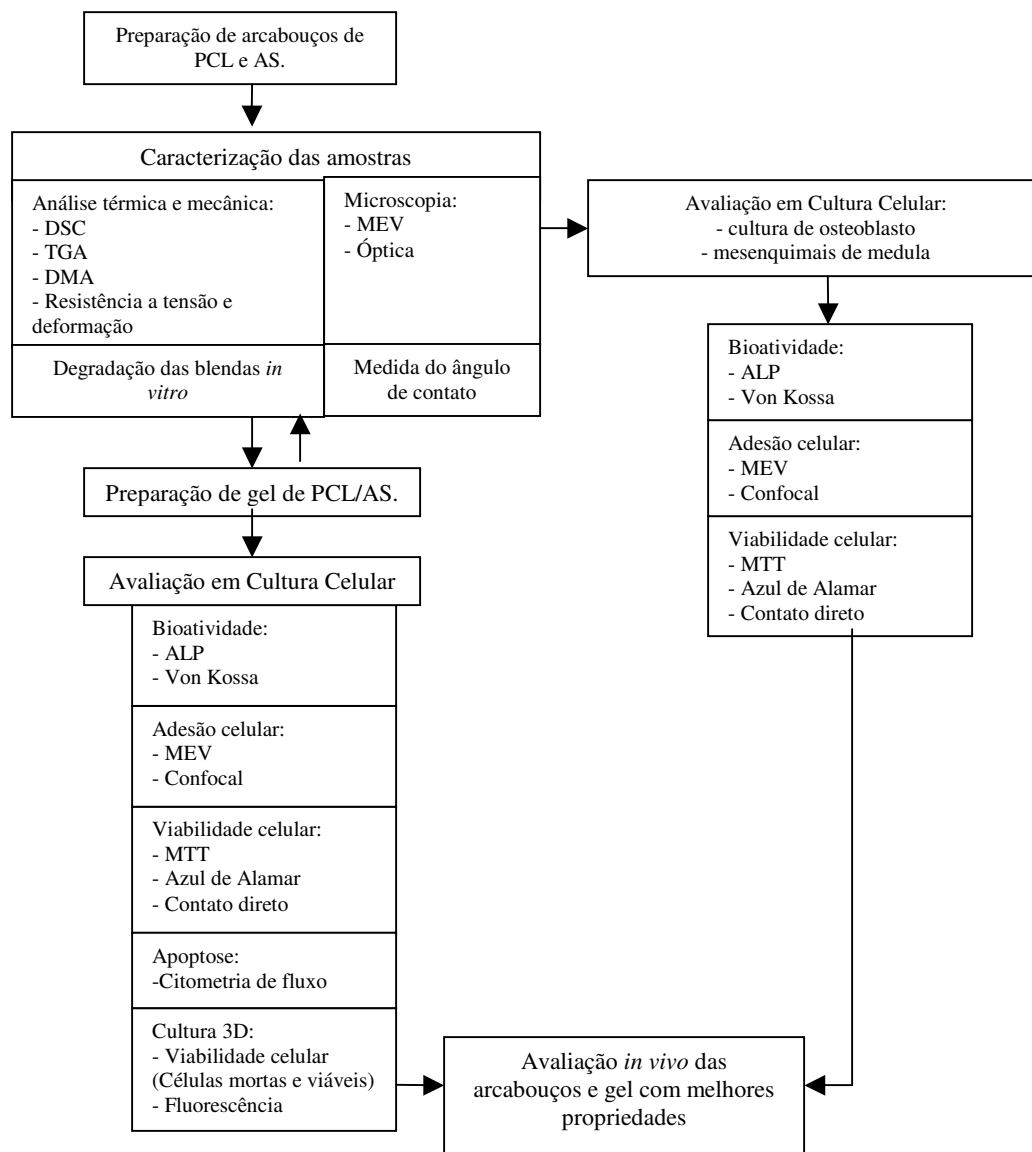 Preparação de arcabouços de
PCL e AS.
Caracterização das amostras
Análise térmica e mecânica:
- DSC
- TGA
- DMA
- Resistência a tensão e
deformação
Microscopia:
- MEV
- Óptica
Degradação das blendas in
vitro
Medida do ângulo
de contato
Avaliação em Cultura Celular:
- cultura de osteoblasto
- mesenquimais de medula
Bioatividade:
- ALP
- Von Kossa
Adesão celular:
- MEV
- Confocal
Viabilidade celular:
- MTT
- Azul de Alamar
- Contato direto
Preparação de gel de PCL/AS.
Avaliação em Cultura Celular
Bioatividade:
- ALP
- Von Kossa
Adesão celular:
- MEV
- Confocal
Viabilidade celular:
- MTT
- Azul de Alamar
- Contato direto
Apoptose:
-Citometria de fluxo
Cultura 3D:
- Viabilidade celular
(Células mortas e viáveis)
- Fluorescência
Avaliação in vivo das
arcabouços e gel com melhores
propriedades